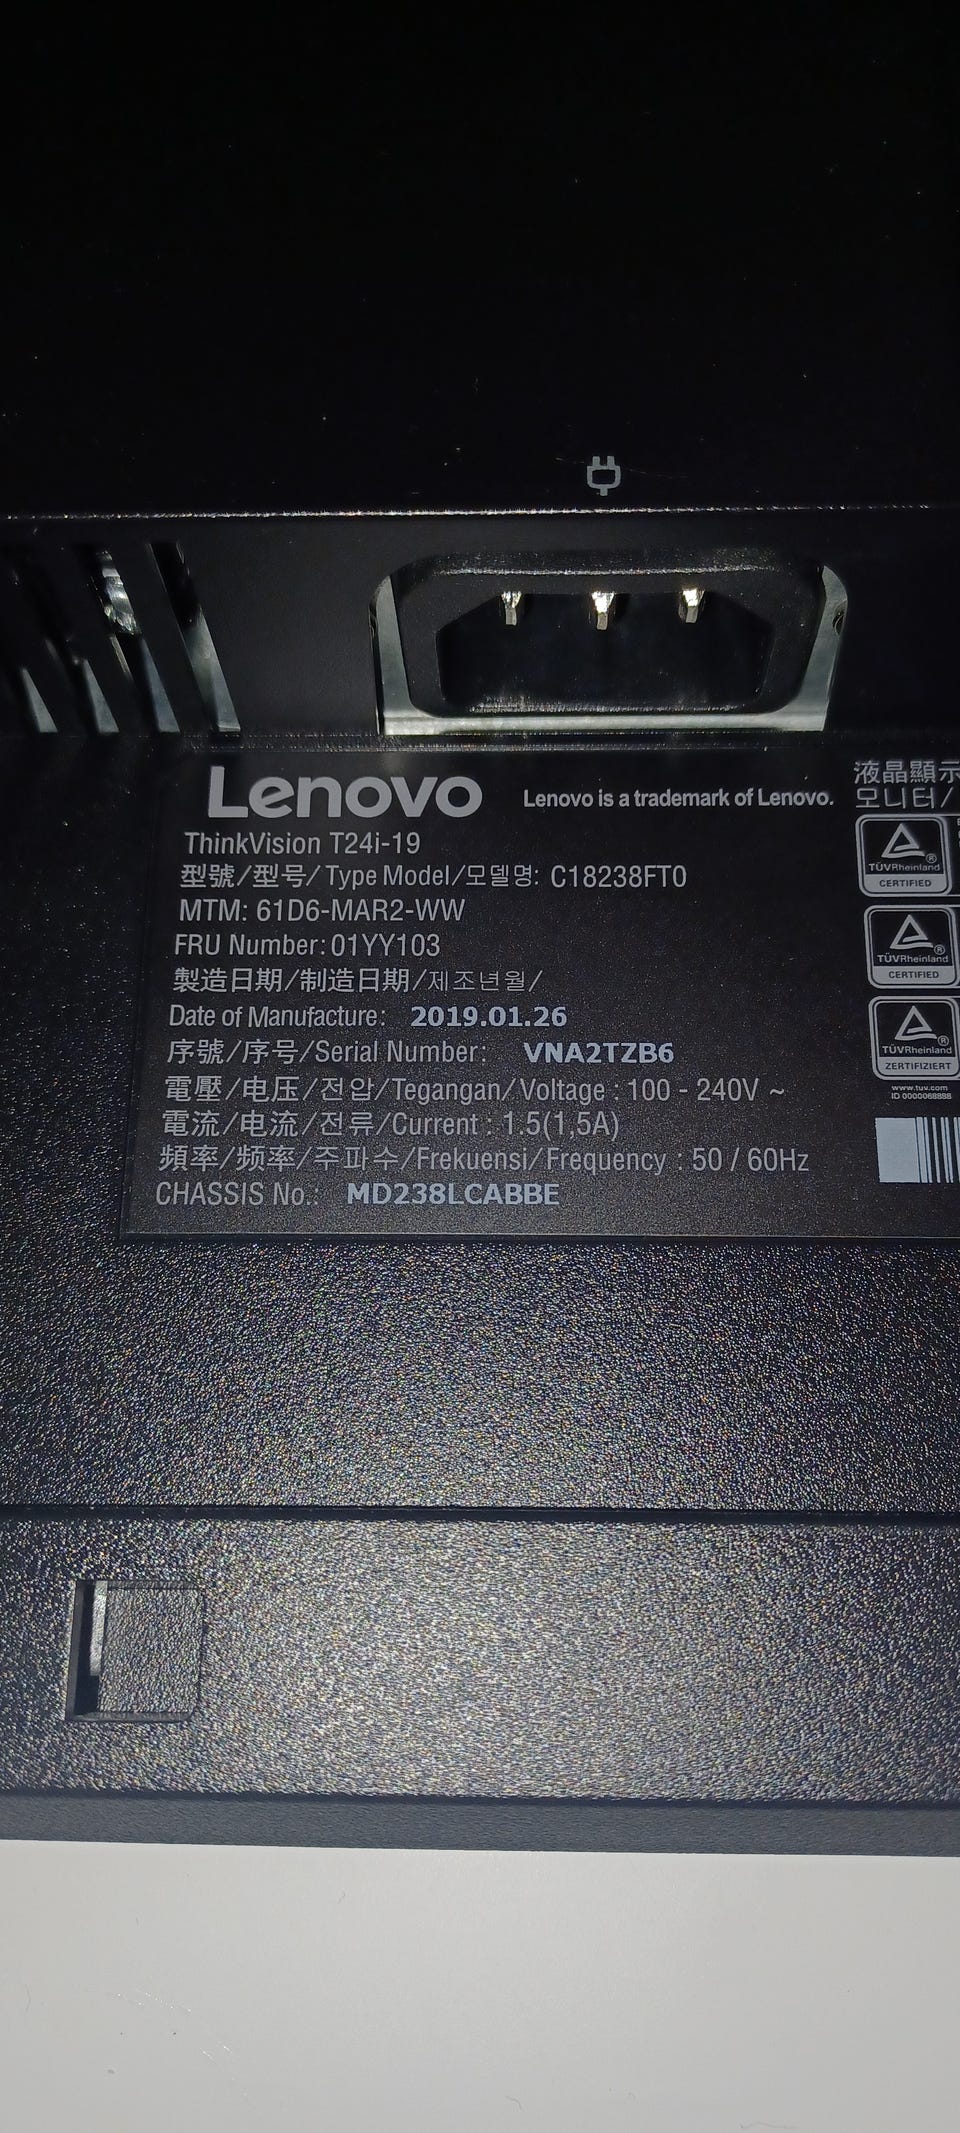 Lenovo Lenovo is a trademark of Lenovo.
ThinkVision T24i-19
型號/型号/Type Model/모델명: C18238FT0
MTM: 61D6-MAR2-WW
FRU Number: 01YY103
製造日期/制造日期/제조년월/
Date of Manufacture: 2019.01.26
序號/序号/Serial Number: VNA2TZB6
電壓/电压/전압/Tegangan/Voltage : 100 - 240V ~
電流/电流/전류/Current : 1.5(1,5A)
頻率/频率/주파수/Frekuensi/Frequency : 50 / 60Hz
CHASSIS No.: MD238LCABBE
液晶顯示
모니터/
TÜVRheinland
CERTIFIED
TÜVRheinland
CERTIFIED
TÜVRheinland
ZERTIFIZIERT
www.tuv.com
ID 0000068888